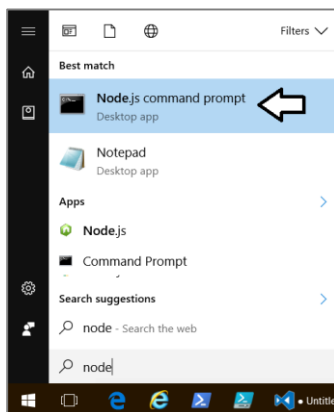 Filters
Best match
Node.js command prompt
Desktop app
Notepad
Desktop app
Apps
Node.js
Command Prompt
Search suggestions
node - Search the web
node
Untitle